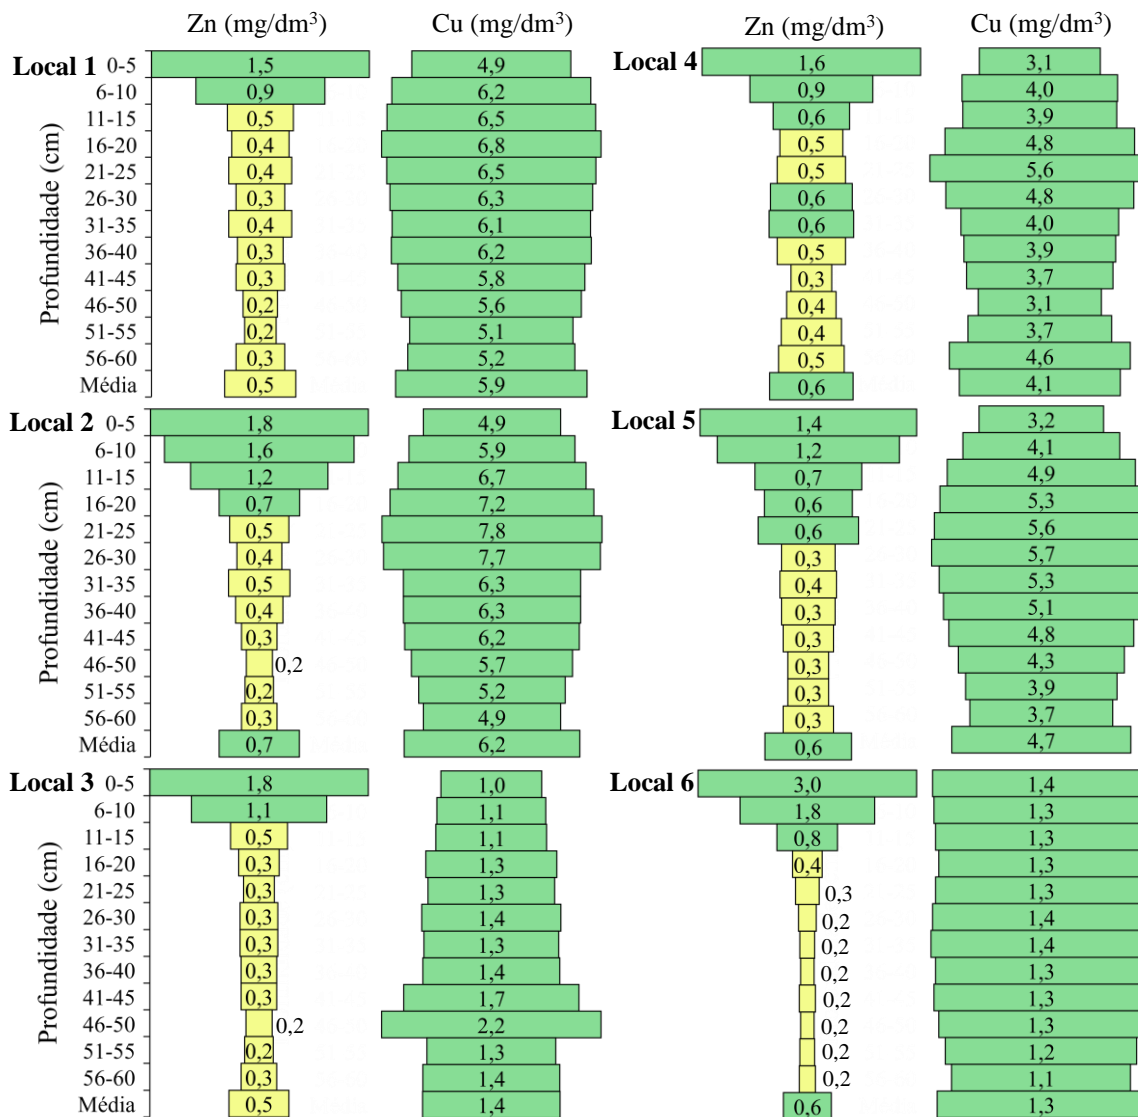 Zn (mg/dm³) Cu (mg/dm³) Zn (mg/dm³) Cu (mg/dm³)
Local 1 0-5 1,5 4,9 Local 4 1,6 3,1
6-10 0,9 6,2 0,9 4,0
11-15 0,5 6,5 0,6 3,9
16-20 0,4 6,8 0,5 4,8
21-25 0,4 6,5 0,5 5,6
26-30 0,3 6,3 0,6 4,8
31-35 0,4 6,1 0,6 4,0
36-40 0,3 6,2 0,5 3,9
41-45 0,3 5,8 0,3 3,7
46-50 0,2 5,6 0,4 3,1
51-55 0,2 5,1 0,4 3,7
56-60 0,3 5,2 0,5 4,6
Média 0,5 5,9 0,6 4,1
Profundidade (cm)
Local 2 0-5 1,8 4,9 Local 5 1,4 3,2
6-10 1,6 5,9 1,2 4,1
11-15 1,2 6,7 0,7 4,9
16-20 0,7 7,2 0,6 5,3
21-25 0,5 7,8 0,6 5,6
26-30 0,4 7,7 0,3 5,7
31-35 0,5 6,3 0,4 5,3
36-40 0,4 6,3 0,3 5,1
41-45 0,3 6,2 0,3 4,8
46-50 0,2 5,7 0,3 4,3
51-55 0,2 5,2 0,3 3,9
56-60 0,3 4,9 0,3 3,7
Média 0,7 6,2 0,6 4,7
Profundidade (cm)
Local 3 0-5 1,8 1,0 Local 6 3,0 1,4
6-10 1,1 1,1 1,8 1,3
11-15 0,5 1,1 0,8 1,3
16-20 0,3 1,3 0,4 1,3
21-25 0,3 1,3 0,3 1,3
26-30 0,3 1,4 0,2 1,4
31-35 0,3 1,3 0,2 1,4
36-40 0,3 1,4 0,2 1,3
41-45 0,3 1,7 0,2 1,3
46-50 0,2 2,2 0,2 1,3
51-55 0,2 1,3 0,2 1,2
56-60 0,3 1,4 0,2 1,1
Média 0,5 1,4 0,6 1,3
Profundidade (cm)